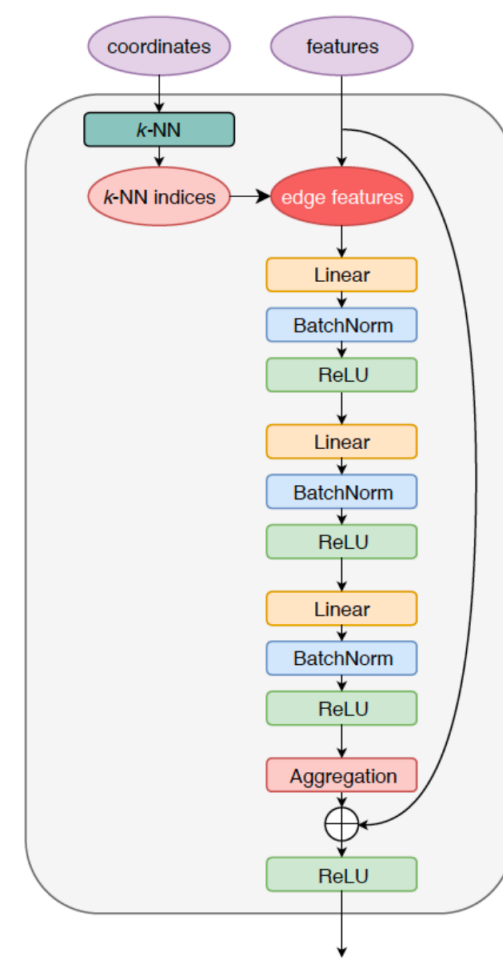 coordinates
features
k-NN
k-NN indices
edge features
Linear
BatchNorm
ReLU
Linear
BatchNorm
ReLU
Linear
BatchNorm
ReLU
Aggregation
ReLU